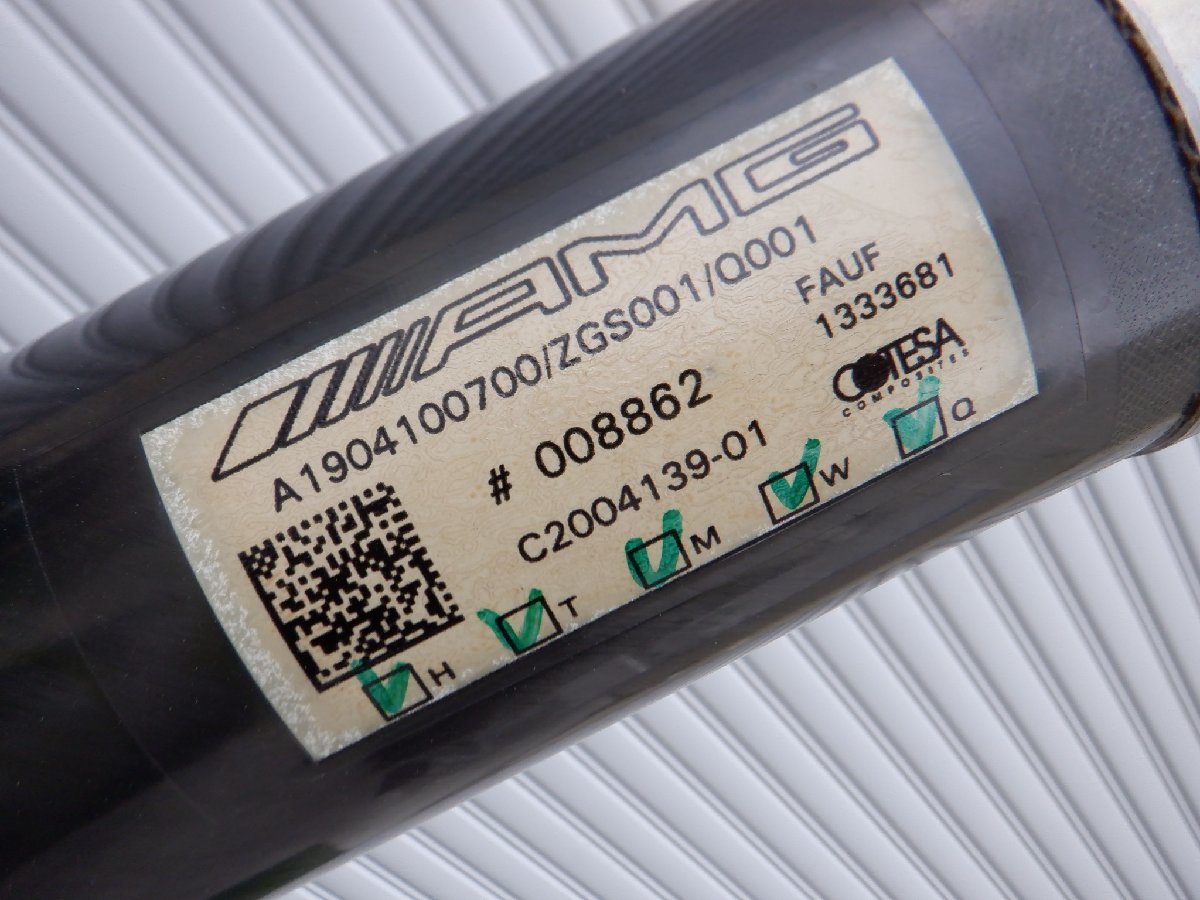 AMG
A1904100700/ZGS001/Q001
FAUF
1333681
# 008862
COTESA
COMPOSITES
C2004139-01
H T M W Q